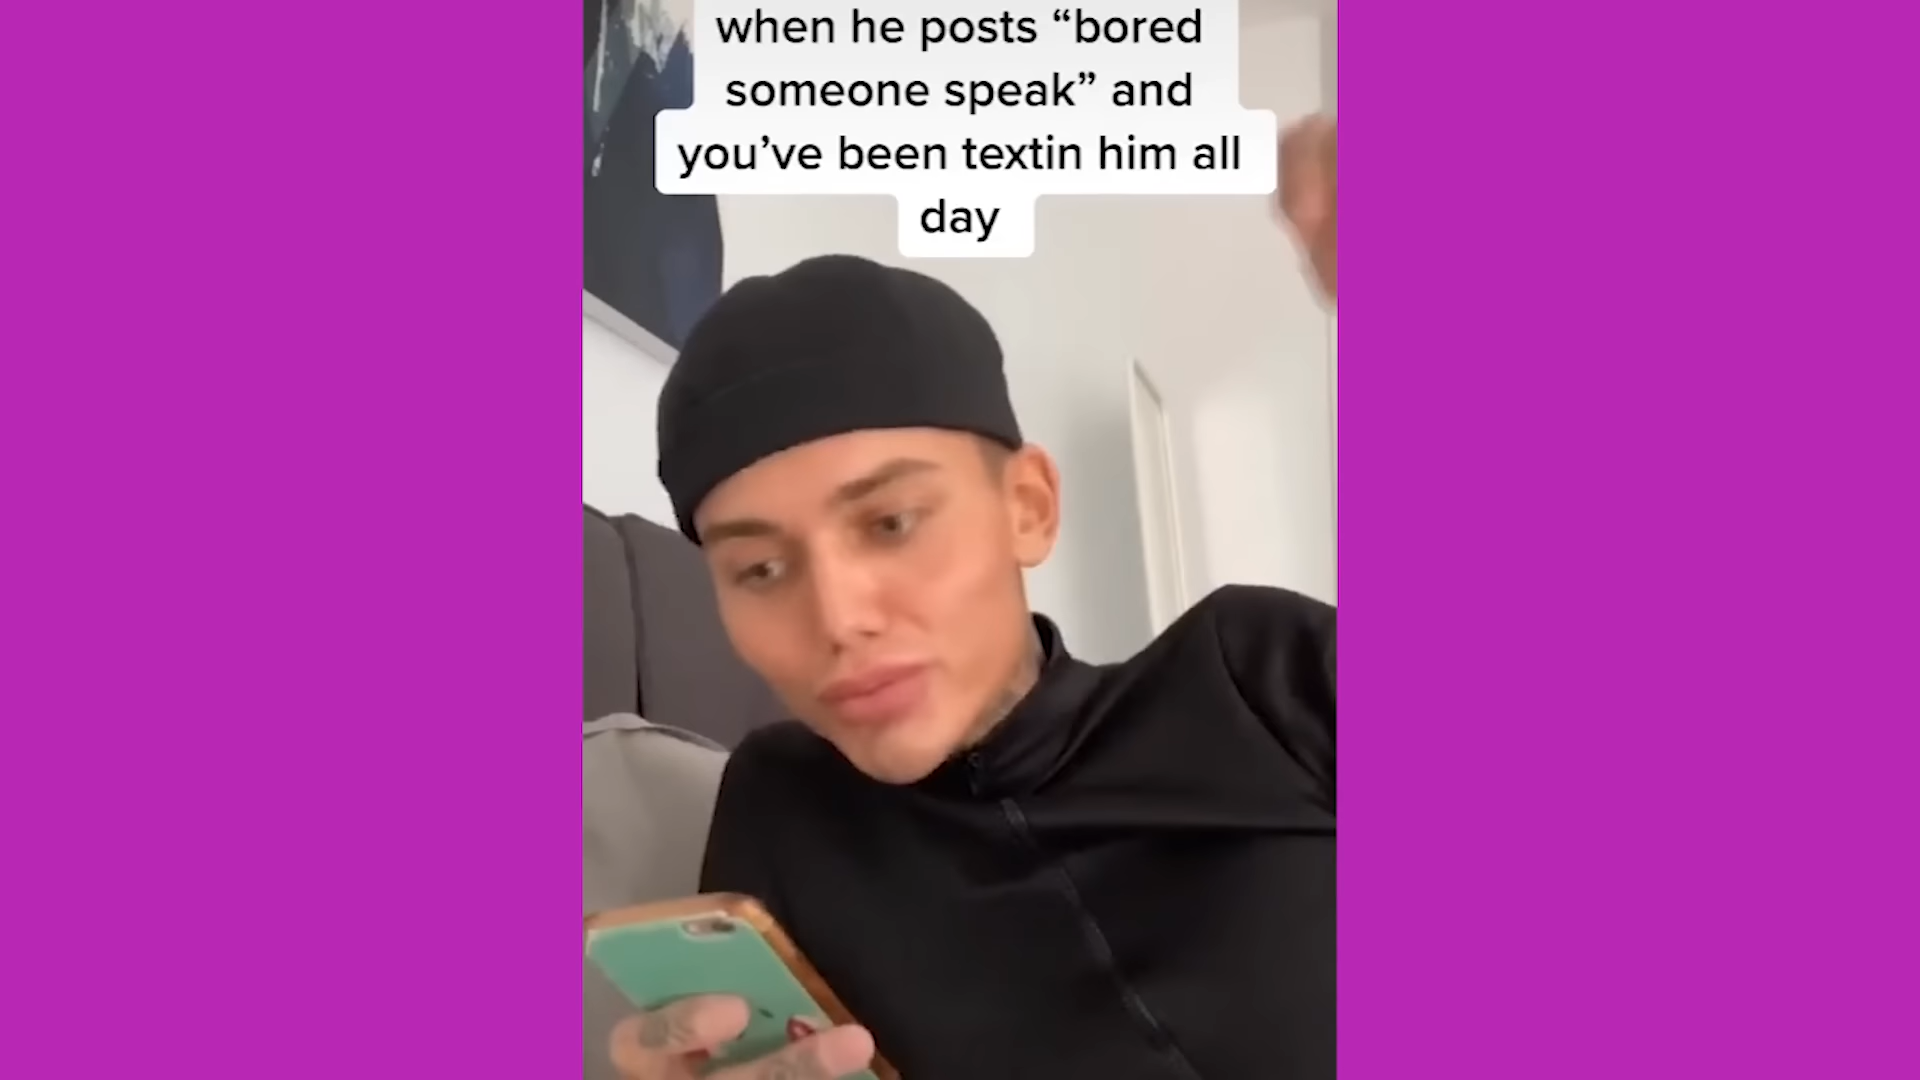 when he posts “bored
someone speak” and
you’ve been textin him all
day